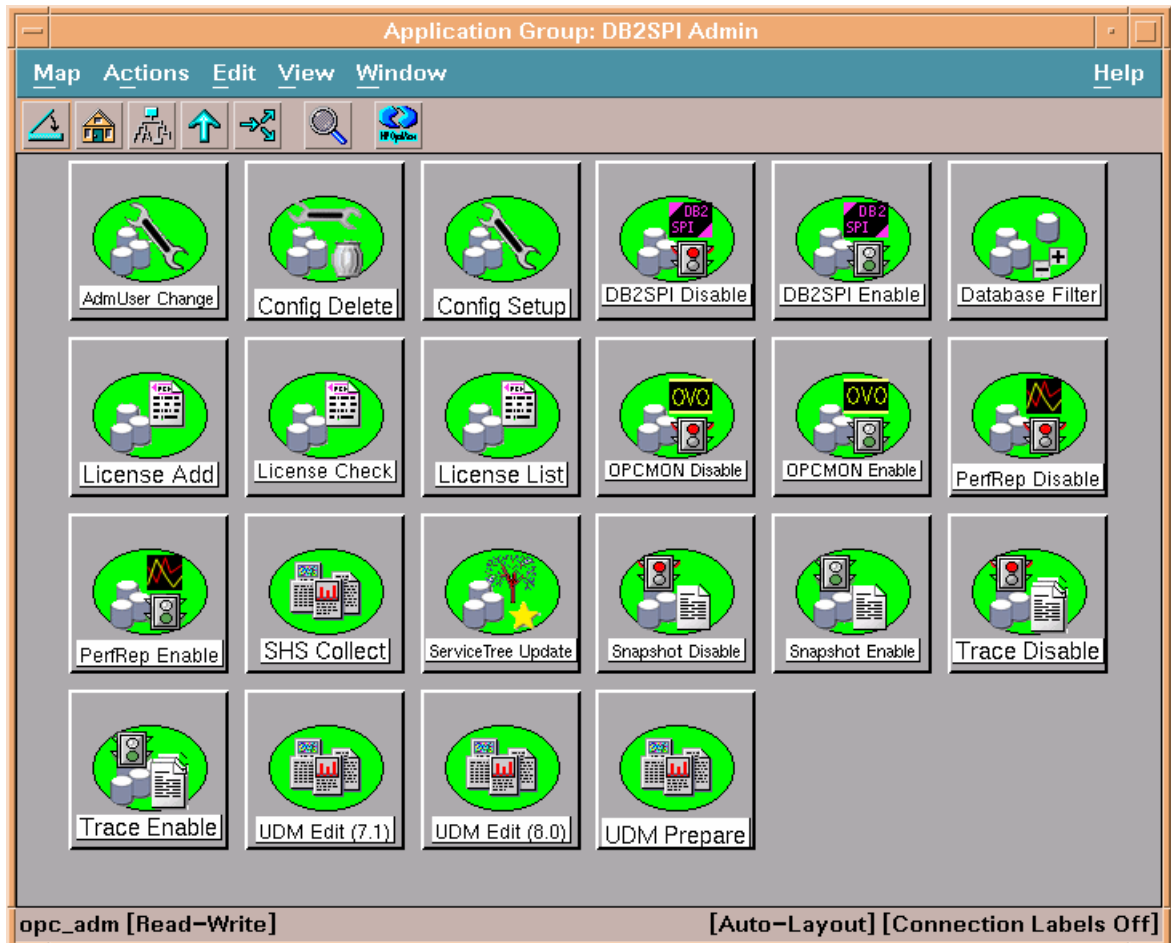 Application Group: DB2SPI Admin
Map Actions Edit View Window Help
HP OpenView
AdmUser Change
Config Delete
Config Setup
DB2 SPI
DB2SPI Disable
DB2 SPI
DB2SPI Enable
Database Filter
License Add
License Check
License List
OVO
OPCMON Disable
OVO
OPCMON Enable
PerfRep Disable
PerfRep Enable
SHS Collect
ServiceTree Update
Snapshot Disable
Snapshot Enable
Trace Disable
Trace Enable
UDM Edit (7.1)
UDM Edit (8.0)
UDM Prepare
opc_adm [Read-Write] [Auto-Layout] [Connection Labels Off]